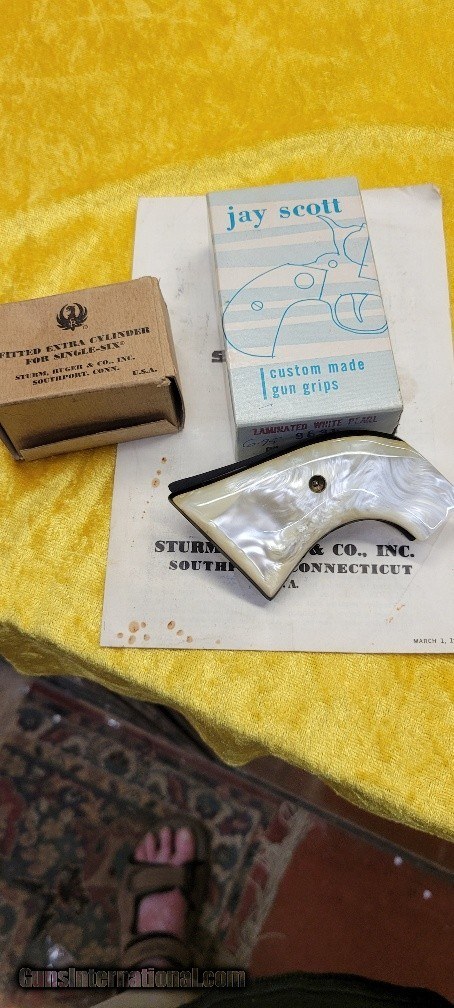 jay scott
custom made
gun grips
LAMINATED WHITE PEARL
FITTED EXTRA CYLINDER
FOR SINGLE-SIX®
STURM, RUGER & CO., INC.
SOUTHPORT, CONN. U.S.A.
STURM & CO., INC.
CONNECTICUT
MARCH 1,
GunsInternational.com